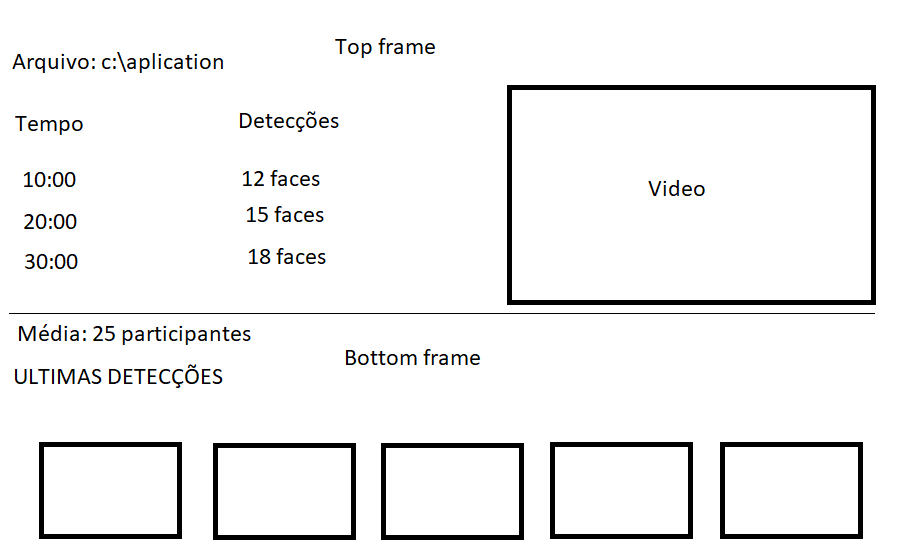 Top frame
Arquivo: c:\aplication
Tempo Detecções
10:00 12 faces
20:00 15 faces
30:00 18 faces
Video
Média: 25 participantes
Bottom frame
ULTIMAS DETECÇÕES